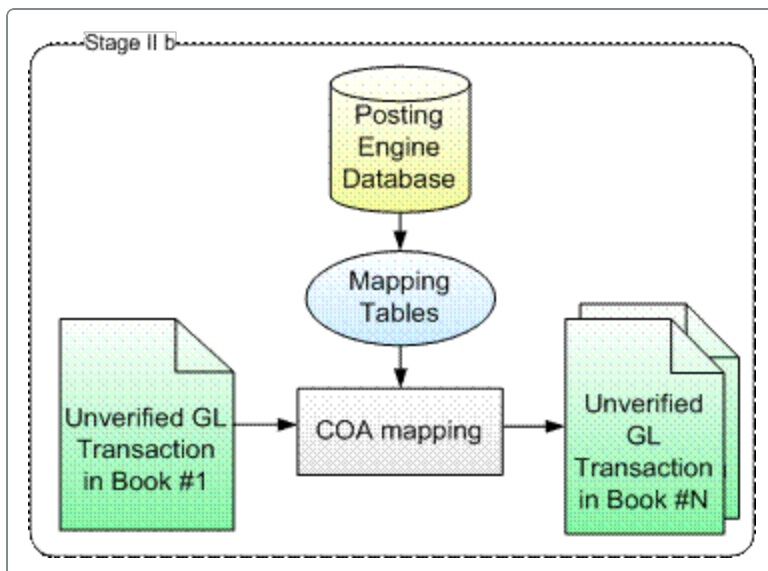 Stage II b
Posting
Engine
Database
Mapping
Tables
Unverified GL
Transaction
in Book #1
COA mapping
Unverified
GL
Transaction
in Book #N